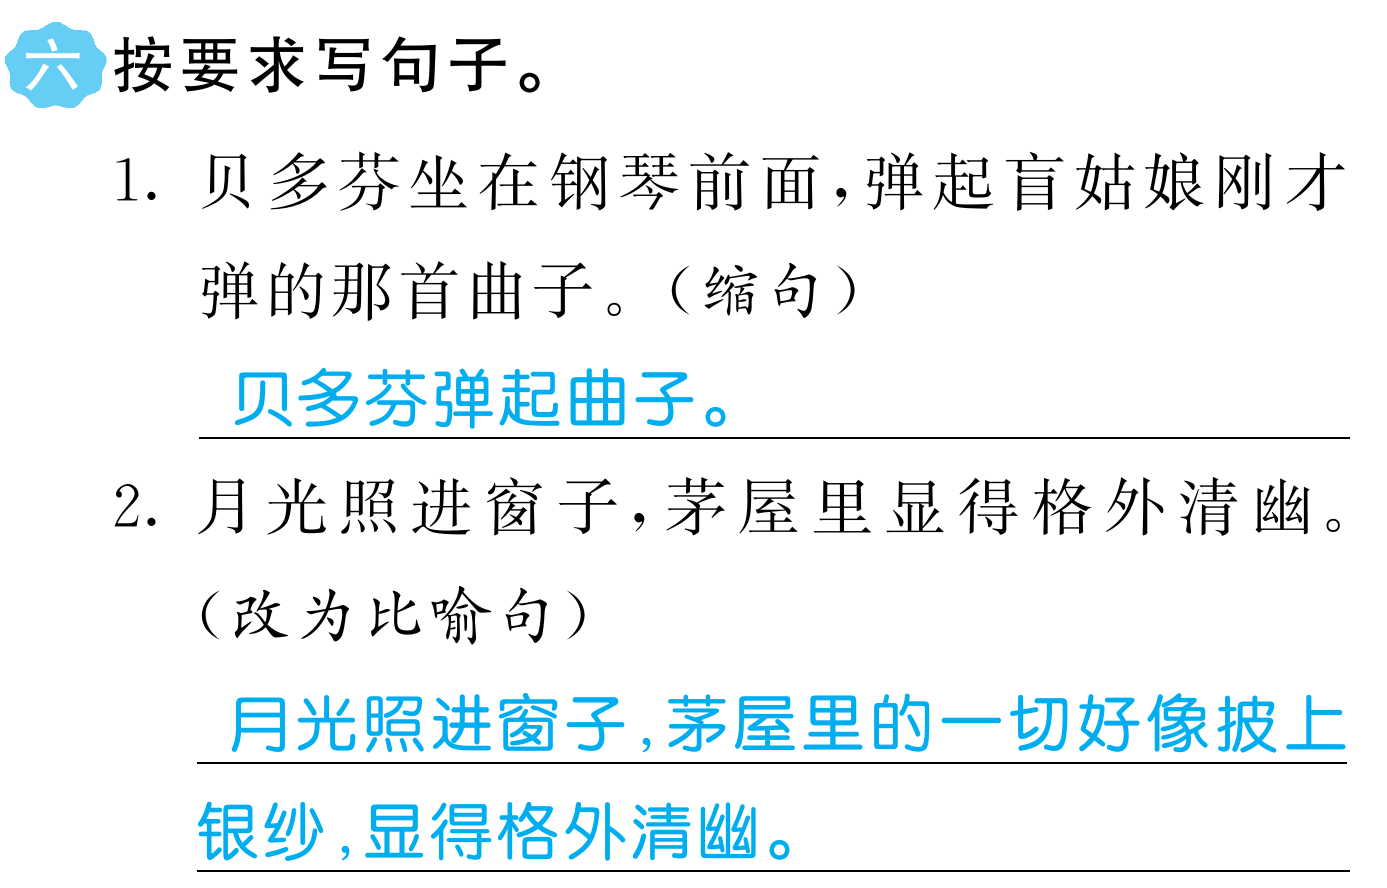 六 按要求写句子。
1. 贝多芬坐在钢琴前面,弹起盲姑娘刚才
弹的那首曲子。(缩句)
贝多芬弹起曲子。
2. 月光照进窗子,茅屋里显得格外清幽。
(改为比喻句)
月光照进窗子,茅屋里的一切好像披上
银纱,显得格外清幽。